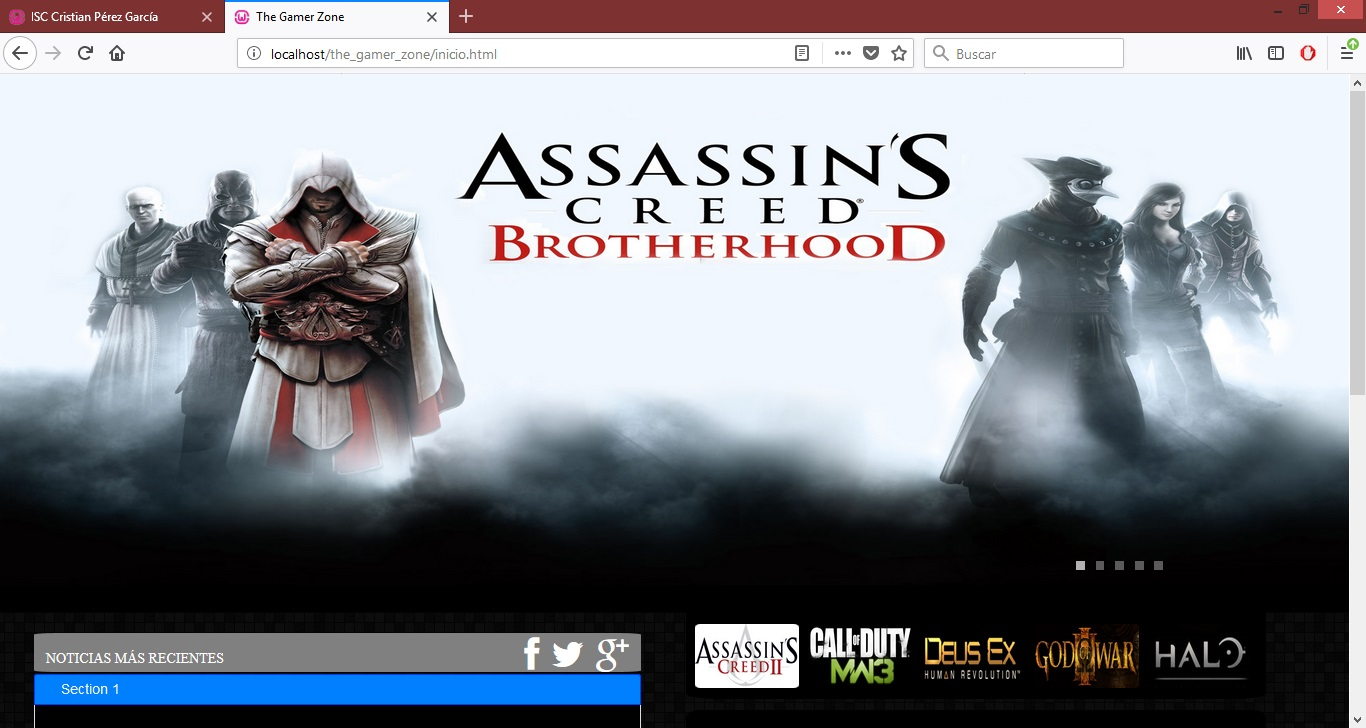 ISC Cristian Pérez García
The Gamer Zone
localhost/the_gamer_zone/inicio.html
Buscar
ASSASSIN'S
CREED®
BROTHERHOOD
NOTICIAS MÁS RECIENTES
f
g+
Section 1
ASSASSIN'S
CREED II
CALL OF DUTY
MW3
DEUS EX
HUMAN REVOLUTION®
GOD OF WAR
III
HALO